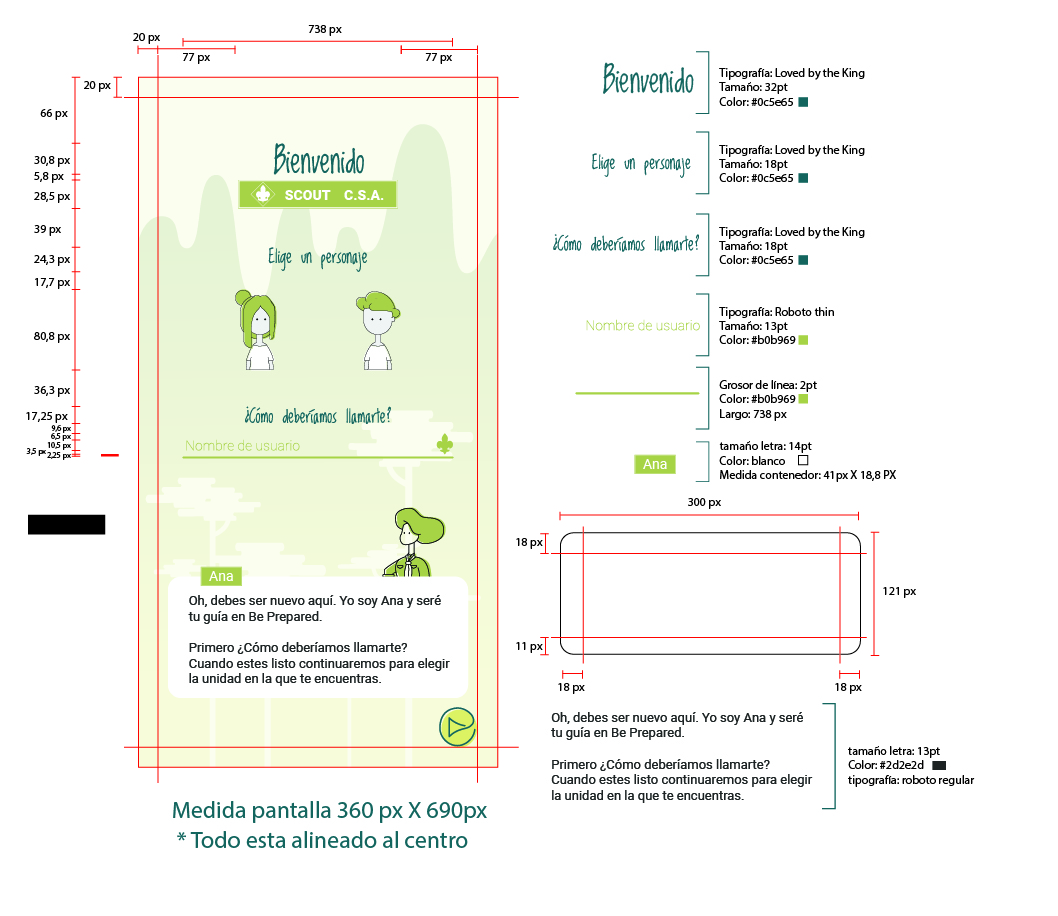 738 px
20 px
77 px
77 px
20 px
66 px
30,8 px
5,8 px
28,5 px
39 px
24,3 px
17,7 px
80,8 px
36,3 px
17,25 px
9,6 px
6,5 px
10,5 px
3,5 px
2,25 px
Bienvenido
SCOUT C.S.A.
Elige un personaje
¿Cómo deberíamos llamarte?
Nombre de usuario
Ana
Oh, debes ser nuevo aquí. Yo soy Ana y seré
tu guía en Be Prepared.
Primero ¿Cómo deberíamos llamarte?
Cuando estes listo continuaremos para elegir
la unidad en la que te encuentras.
Medida pantalla 360 px X 690px
* Todo esta alineado al centro
Bienvenido
Tipografía: Loved by the King
Tamaño: 32pt
Color: #0c5e65
Elige un personaje
Tipografía: Loved by the King
Tamaño: 18pt
Color: #0c5e65
¿Cómo deberíamos llamarte?
Tipografía: Loved by the King
Tamaño: 18pt
Color: #0c5e65
Nombre de usuario
Tipografía: Roboto thin
Tamaño: 13pt
Color: #b0b969
Grosor de línea: 2pt
Color: #b0b969
Largo: 738 px
Ana
tamaño letra: 14pt
Color: blanco
Medida contenedor: 41px X 18,8 PX
300 px
18 px
121 px
11 px
18 px
18 px
Oh, debes ser nuevo aquí. Yo soy Ana y seré
tu guía en Be Prepared.
Primero ¿Cómo deberíamos llamarte?
Cuando estes listo continuaremos para elegir
la unidad en la que te encuentras.
tamaño letra: 13pt
Color: #2d2e2d
tipografía: roboto regular